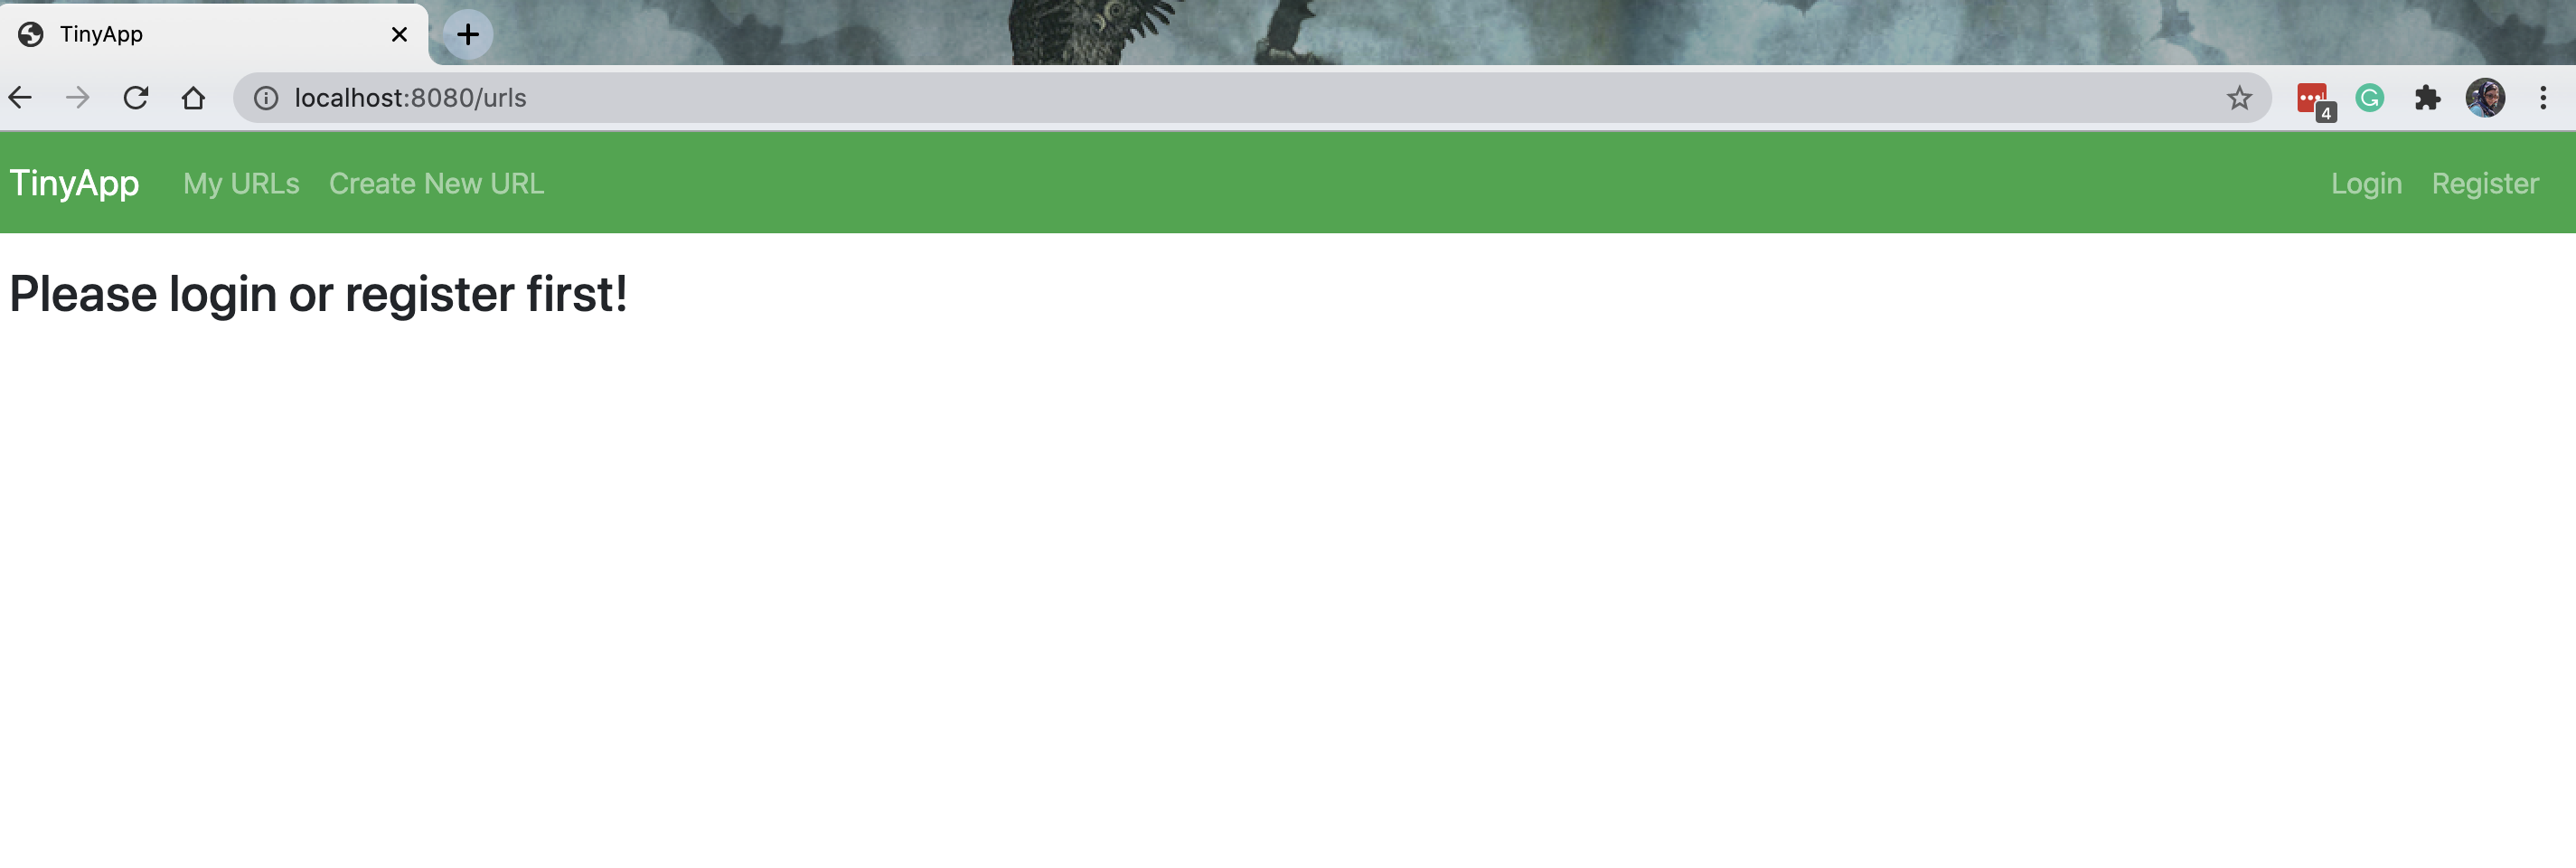 TinyApp
localhost:8080/urls
4
TinyApp My URLs Create New URL Login Register
Please login or register first!